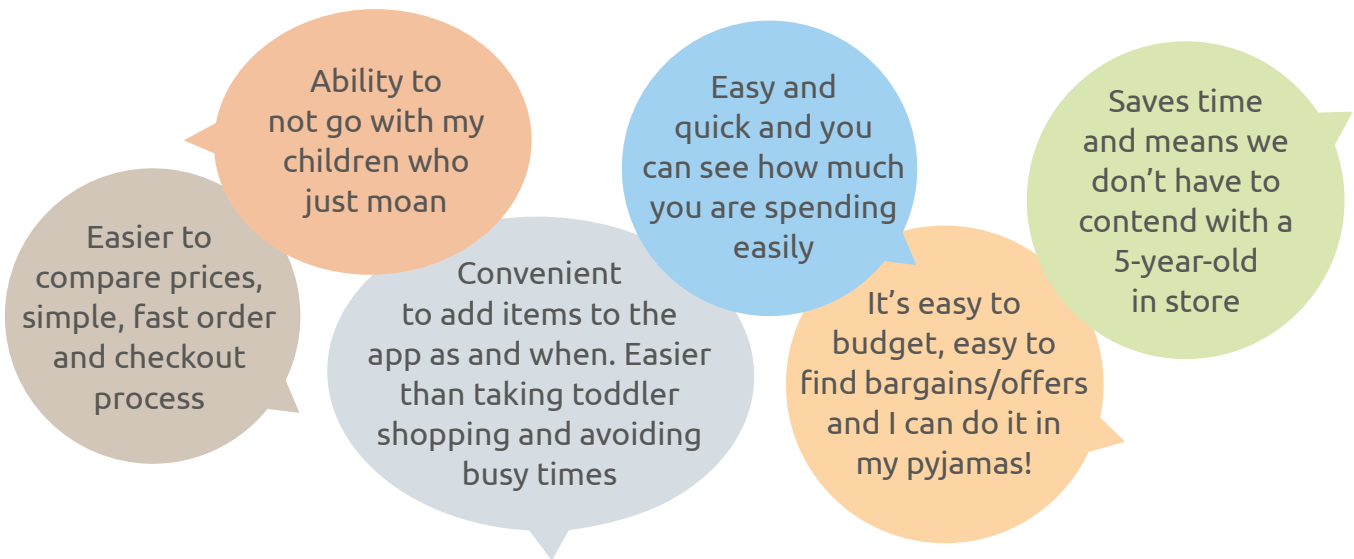 Ability to
not go with my
children who
just moan
Easier to
compare prices,
simple, fast order
and checkout
process
Convenient
to add items to the
app as and when. Easier
than taking toddler
shopping and avoiding
busy times
Easy and
quick and you
can see how much
you are spending
easily
It’s easy to
budget, easy to
find bargains/offers
and I can do it in
my pyjamas!
Saves time
and means we
don’t have to
contend with a
5-year-old
in store